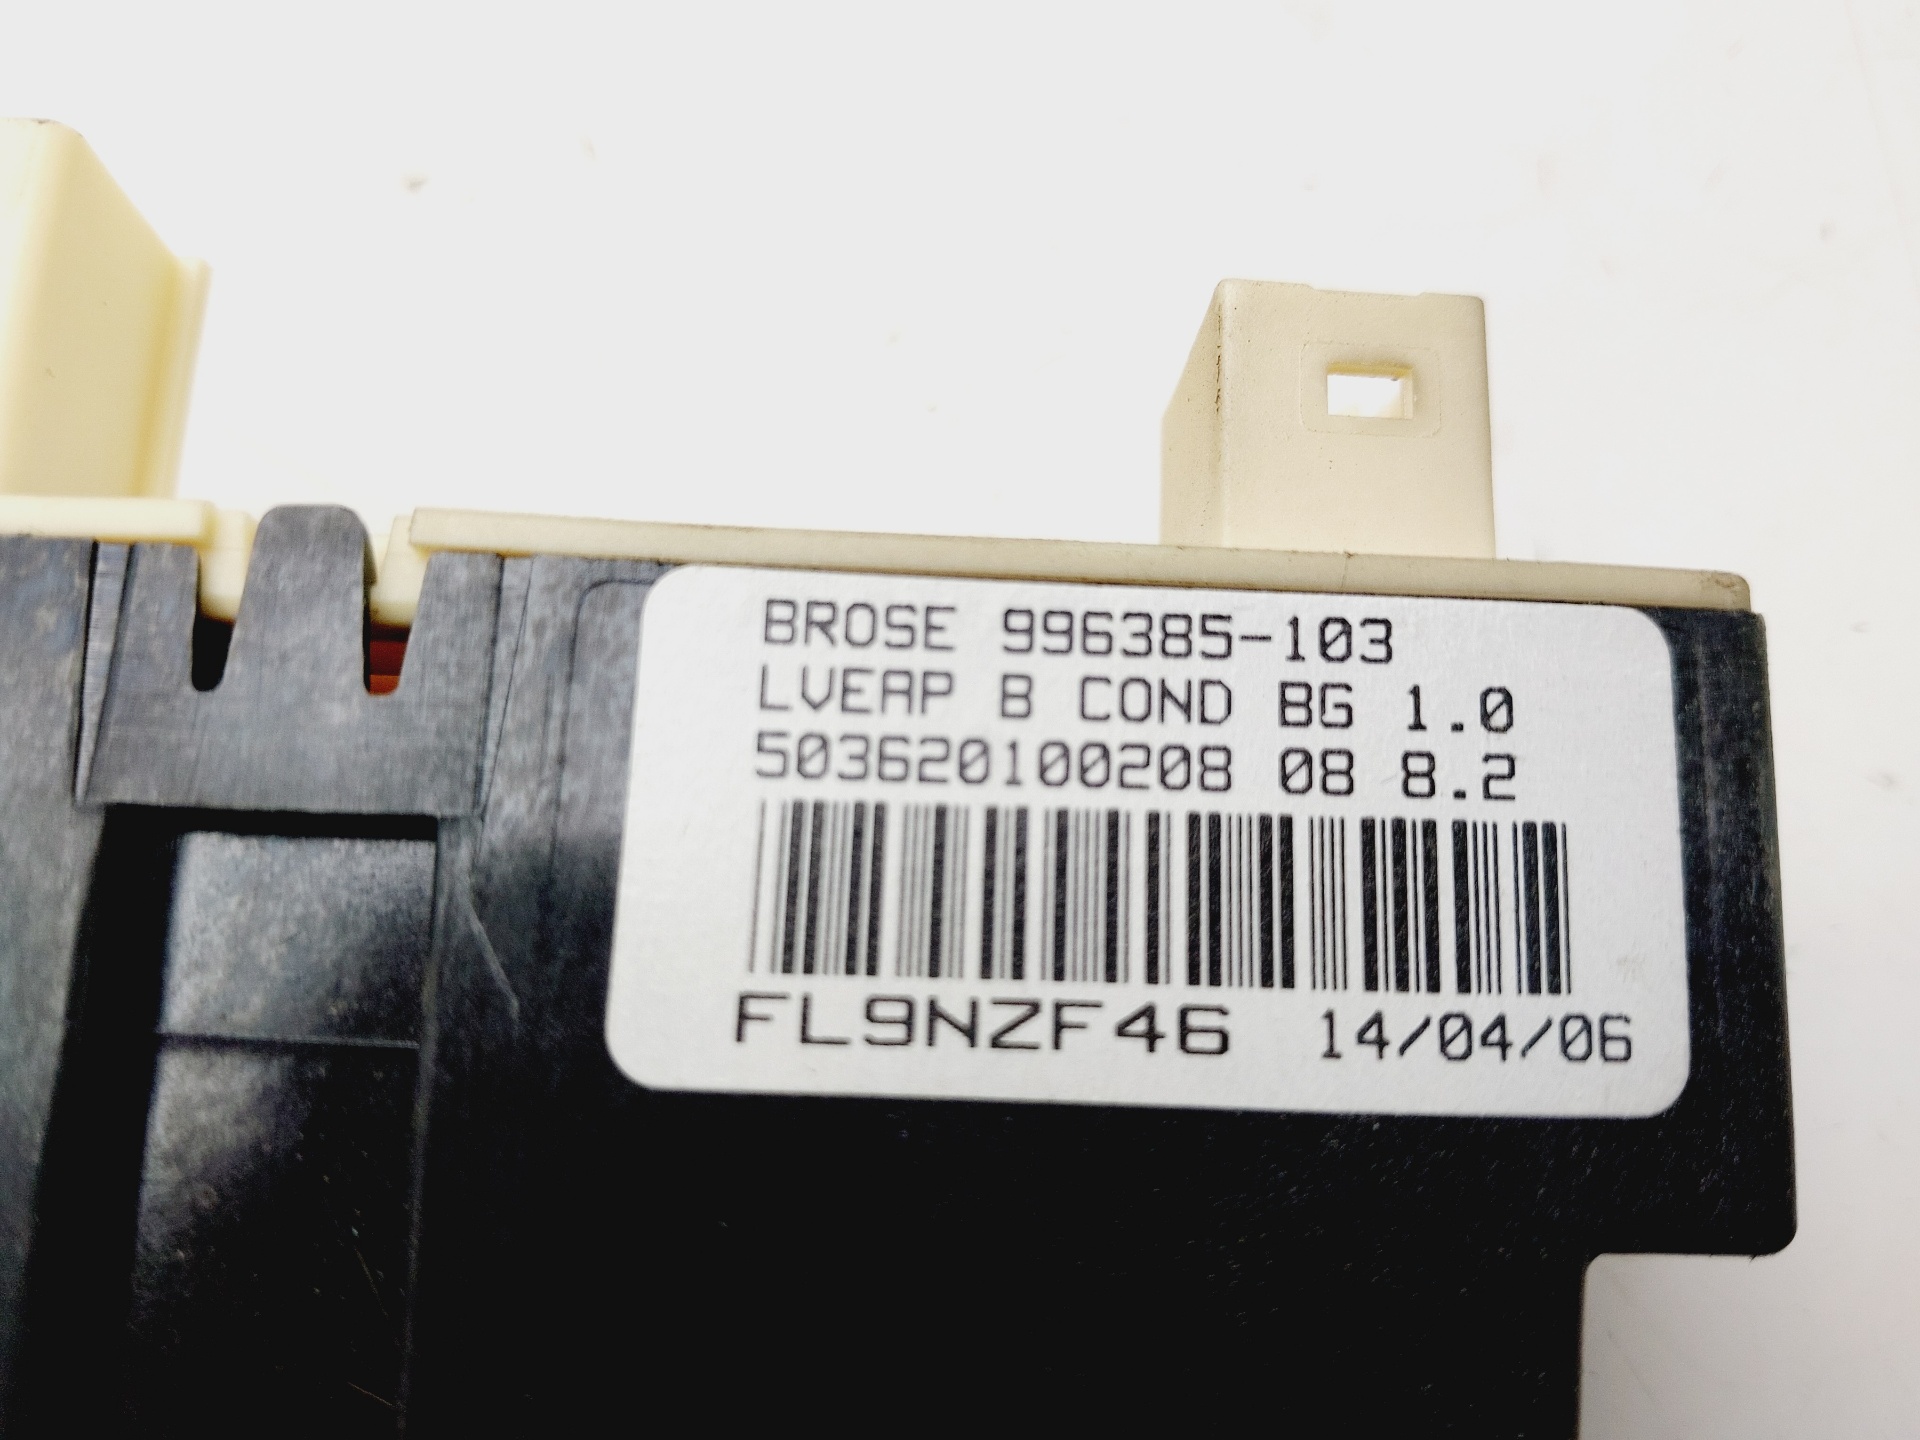 BROSE 996385-103
LVEAP B COND BG 1.0
503620100208 08 8.2
FL9NZF46 14/04/06